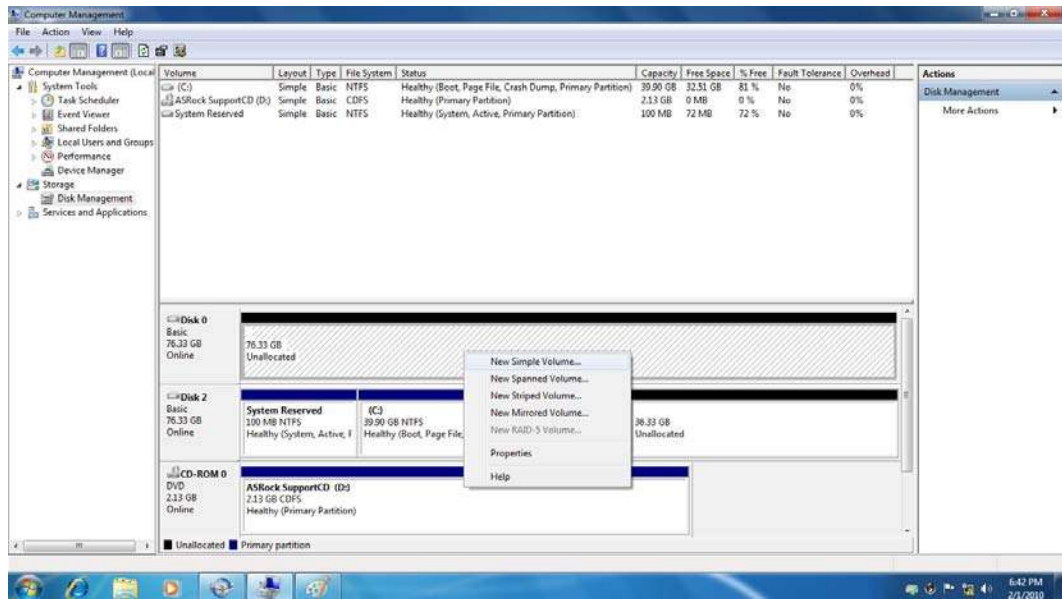 Computer Management
File Action View Help
Computer Management (Local
System Tools
Task Scheduler
Event Viewer
Shared Folders
Local Users and Groups
Performance
Device Manager
Storage
Disk Management
Services and Applications
Volume Layout Type File System Status Capacity Free Space % Free Fault Tolerance Overhead
(C:) Simple Basic NTFS Healthy (Boot, Page File, Crash Dump, Primary Partition) 39.90 GB 32.51 GB 81 % No 0%
ASRock SupportCD (D:) Simple Basic CDFS Healthy (Primary Partition) 2.13 GB 0 MB 0 % No 0%
System Reserved Simple Basic NTFS Healthy (System, Active, Primary Partition) 100 MB 72 MB 72 % No 0%
Actions
Disk Management
More Actions
Disk 0
Basic
76.33 GB
Online
76.33 GB
Unallocated
New Simple Volume...
New Spanned Volume...
New Striped Volume...
New Mirrored Volume...
New RAID-5 Volume...
Properties
Help
Disk 2
Basic
76.33 GB
Online
System Reserved
100 MB NTFS
Healthy (System, Active, F
(C:)
39.90 GB NTFS
Healthy (Boot, Page File,
36.33 GB
Unallocated
CD-ROM 0
DVD
2.13 GB
Online
ASRock SupportCD (D:)
2.13 GB CDFS
Healthy (Primary Partition)
Unallocated Primary partition
6:42 PM
2/1/2010